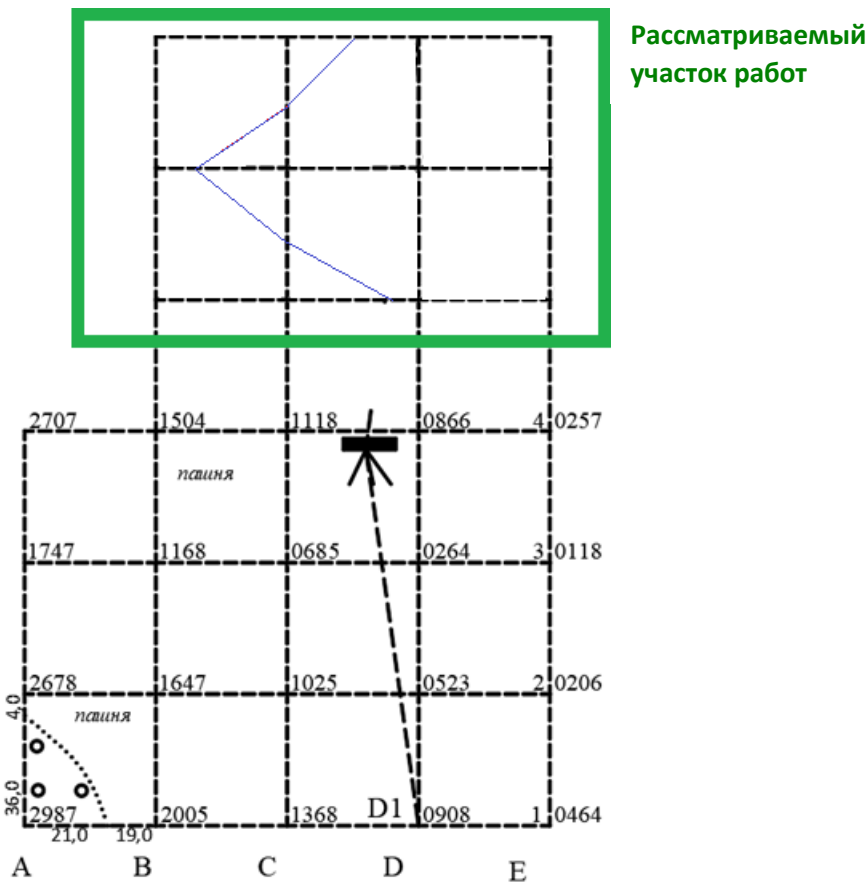 Рассматриваемый
участок работ
2707 1504 1118 0866 4 0257
пашня
1747 1168 0685 0264 3 0118
2678 1647 1025 0523 2 0206
4,0
пашня
36,0
2987 2005 1368 D1 0908 1 0464
21,0 19,0
A B C D E